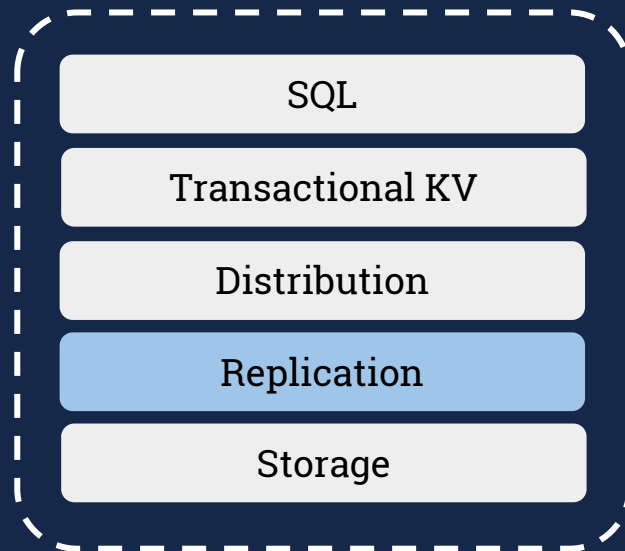 SQL
Transactional KV
Distribution
Replication
Storage